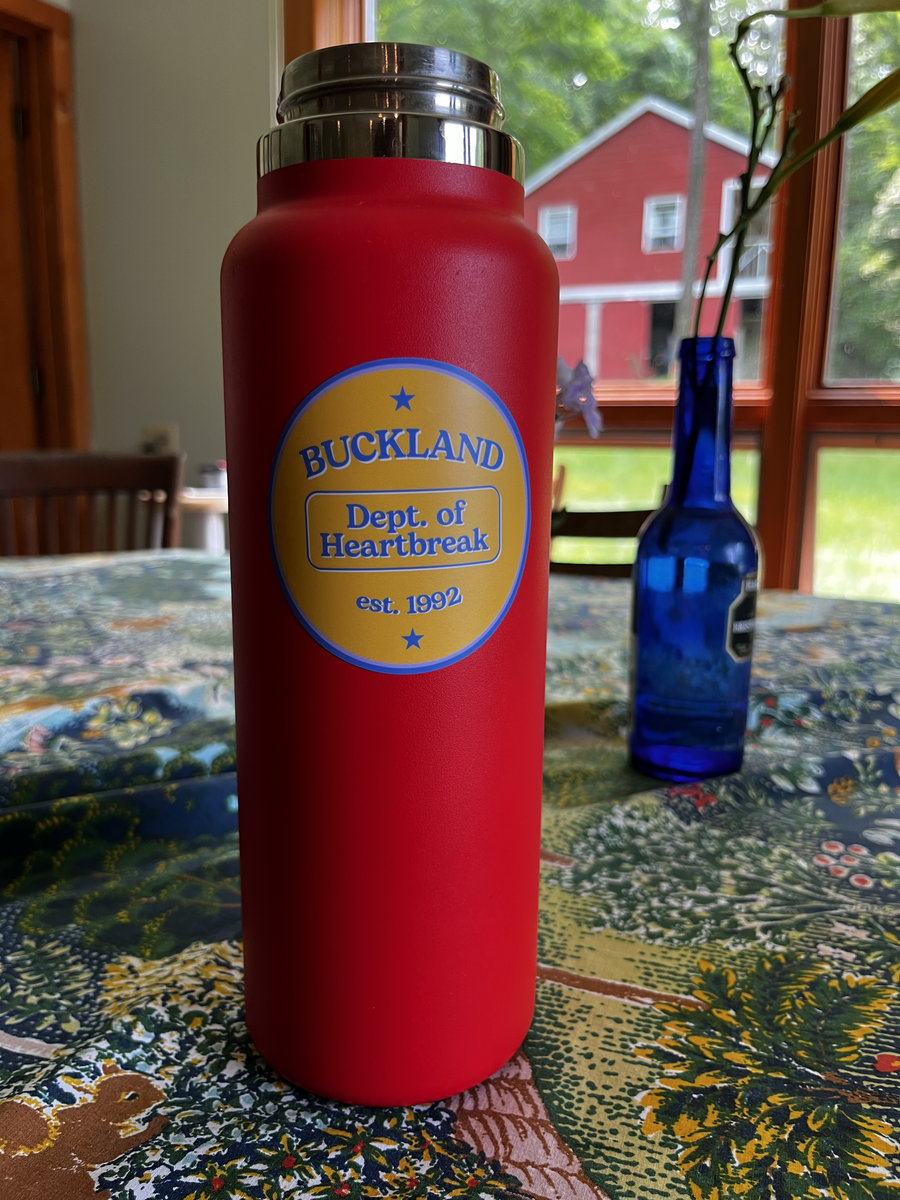 BUCKLAND
Dept. of
Heartbreak
est. 1992